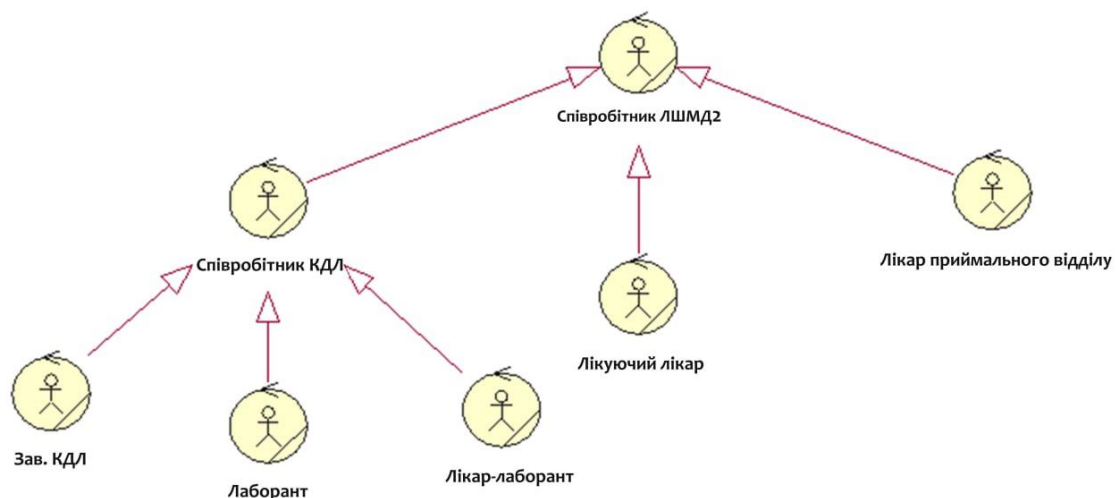 Співробітник ЛШМД2
Співробітник КДЛ
Лікар приймального відділу
Лікуючий лікар
Зав. КДЛ
Лаборант
Лікар-лаборант